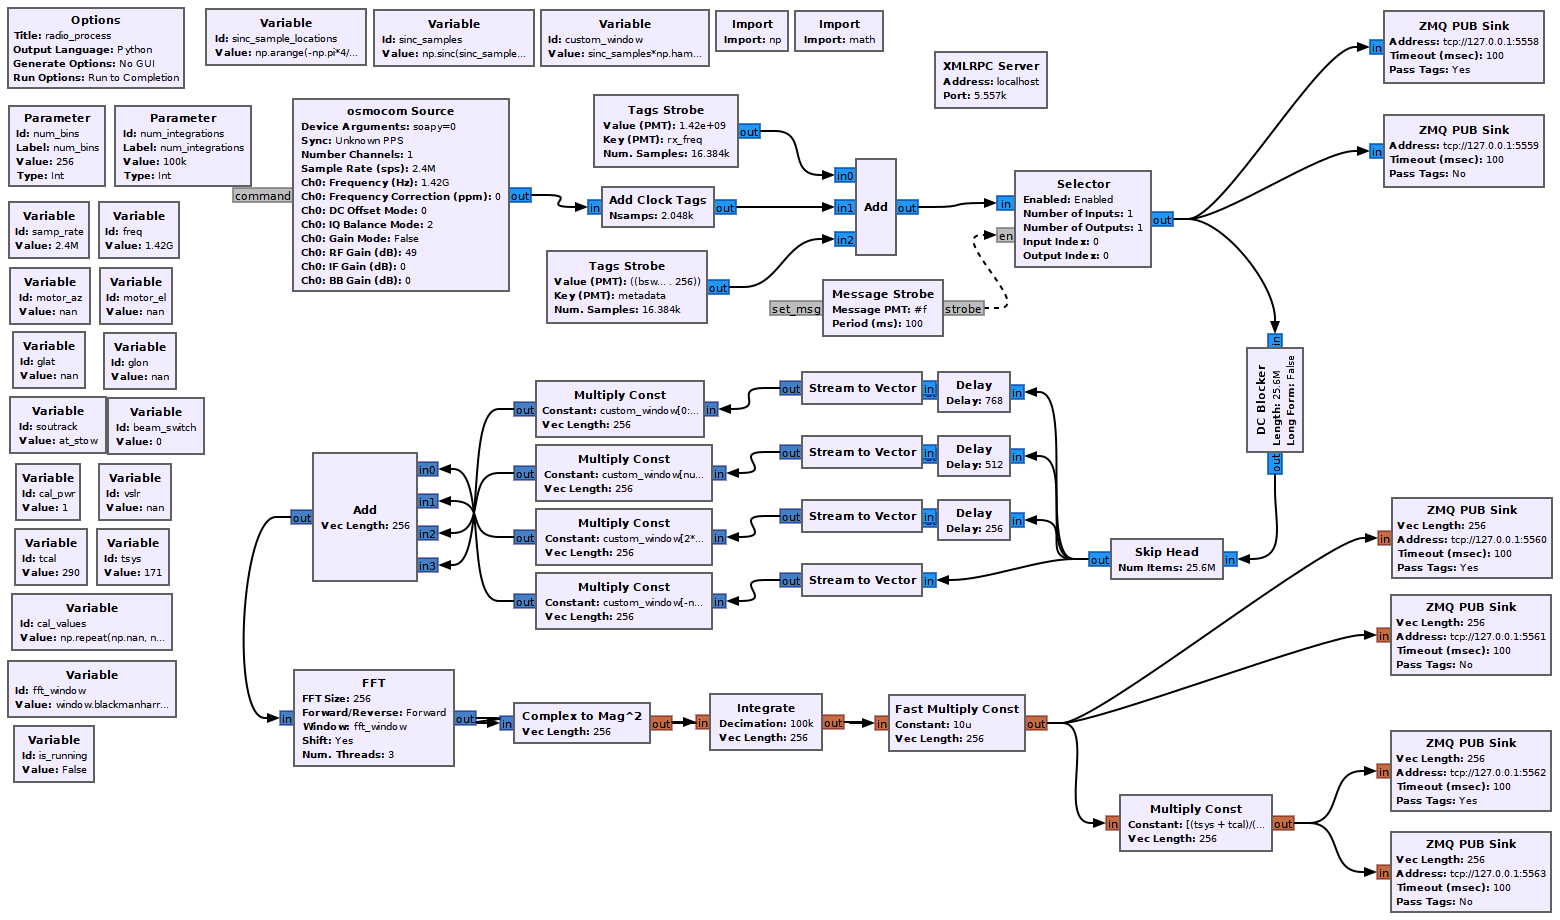 Options
Title: radio_process
Output Language: Python
Generate Options: No GUI
Run Options: Run to Completion
Variable
Id: sinc_sample_locations
Value: np.arange(-np.pi*4/...
Variable
Id: sinc_samples
Value: np.sinc(sinc_sample...
Variable
Id: custom_window
Value: sinc_samples*np.ham...
Import
Import: np
Import
Import: math
XMLRPC Server
Address: localhost
Port: 5.557k
ZMQ PUB Sink
Address: tcp://127.0.0.1:5558
Timeout (msec): 100
Pass Tags: Yes
in
Parameter
Id: num_bins
Label: num_bins
Value: 256
Type: Int
Parameter
Id: num_integrations
Label: num_integrations
Value: 100k
Type: Int
osmocom Source
Device Arguments: soapy=0
Sync: Unknown PPS
Number Channels: 1
Sample Rate (sps): 2.4M
Ch0: Frequency (Hz): 1.42G
Ch0: Frequency Correction (ppm): 0
Ch0: DC Offset Mode: 0
Ch0: IQ Balance Mode: 2
Ch0: Gain Mode: False
Ch0: RF Gain (dB): 49
Ch0: IF Gain (dB): 0
Ch0: BB Gain (dB): 0
command
out
Tags Strobe
Value (PMT): 1.42e+09
Key (PMT): rx_freq
Num. Samples: 16.384k
out
Add Clock Tags
Nsamps: 2.048k
in
out
Tags Strobe
Value (PMT): ((bsw... . 256))
Key (PMT): metadata
Num. Samples: 16.384k
out
Add
in0
in1
in2
out
Selector
Enabled: Enabled
Number of Inputs: 1
Number of Outputs: 1
Input Index: 0
Output Index: 0
in
en
out
Message Strobe
Message PMT: #f
Period (ms): 100
set_msg
strobe
ZMQ PUB Sink
Address: tcp://127.0.0.1:5559
Timeout (msec): 100
Pass Tags: No
in
Variable
Id: samp_rate
Value: 2.4M
Variable
Id: freq
Value: 1.42G
Variable
Id: motor_az
Value: nan
Variable
Id: motor_el
Value: nan
Variable
Id: glat
Value: nan
Variable
Id: glon
Value: nan
Variable
Id: soutrack
Value: at_stow
Variable
Id: beam_switch
Value: 0
Variable
Id: cal_pwr
Value: 1
Variable
Id: vslr
Value: nan
Variable
Id: tcal
Value: 290
Variable
Id: tsys
Value: 171
Variable
Id: cal_values
Value: np.repeat(np.nan, n...
Variable
Id: fft_window
Value: window.blackmanharr...
Variable
Id: is_running
Value: False
DC Blocker
Length: 25.6M
Long Form: False
in
out
Skip Head
Num Items: 25.6M
in
out
Delay
Delay: 768
in
Delay
Delay: 512
in
Delay
Delay: 256
in
Stream to Vector
in
out
Stream to Vector
in
out
Stream to Vector
in
out
Stream to Vector
in
out
Multiply Const
Constant: custom_window[0:...
Vec Length: 256
in
out
Multiply Const
Constant: custom_window[nu...
Vec Length: 256
in
out
Multiply Const
Constant: custom_window[2*...
Vec Length: 256
in
out
Multiply Const
Constant: custom_window[-n...
Vec Length: 256
in
out
Add
Vec Length: 256
in0
in1
in2
in3
out
FFT
FFT Size: 256
Forward/Reverse: Forward
Window: fft_window
Shift: Yes
Num. Threads: 3
in
out
Complex to Mag^2
Vec Length: 256
in
out
Integrate
Decimation: 100k
Vec Length: 256
in
out
Fast Multiply Const
Constant: 10u
Vec Length: 256
in
out
Multiply Const
Constant: [(tsys + tcal)/(...
Vec Length: 256
in
out
ZMQ PUB Sink
Vec Length: 256
Address: tcp://127.0.0.1:5560
Timeout (msec): 100
Pass Tags: Yes
in
ZMQ PUB Sink
Vec Length: 256
Address: tcp://127.0.0.1:5561
Timeout (msec): 100
Pass Tags: No
in
ZMQ PUB Sink
Vec Length: 256
Address: tcp://127.0.0.1:5562
Timeout (msec): 100
Pass Tags: Yes
in
ZMQ PUB Sink
Vec Length: 256
Address: tcp://127.0.0.1:5563
Timeout (msec): 100
Pass Tags: No
in